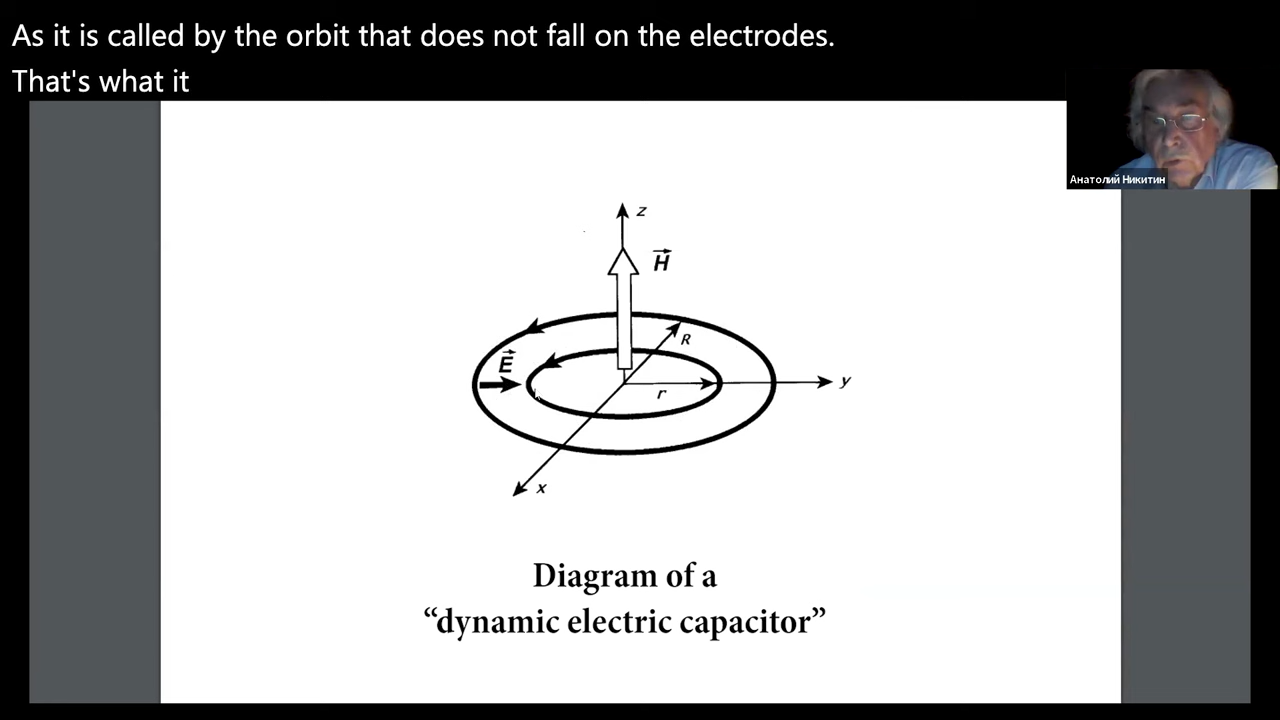 As it is called by the orbit that does not fall on the electrodes.
That's what it
Анатолий Никитин
z
H
R
E
r
y
x
Diagram of a
“dynamic electric capacitor”